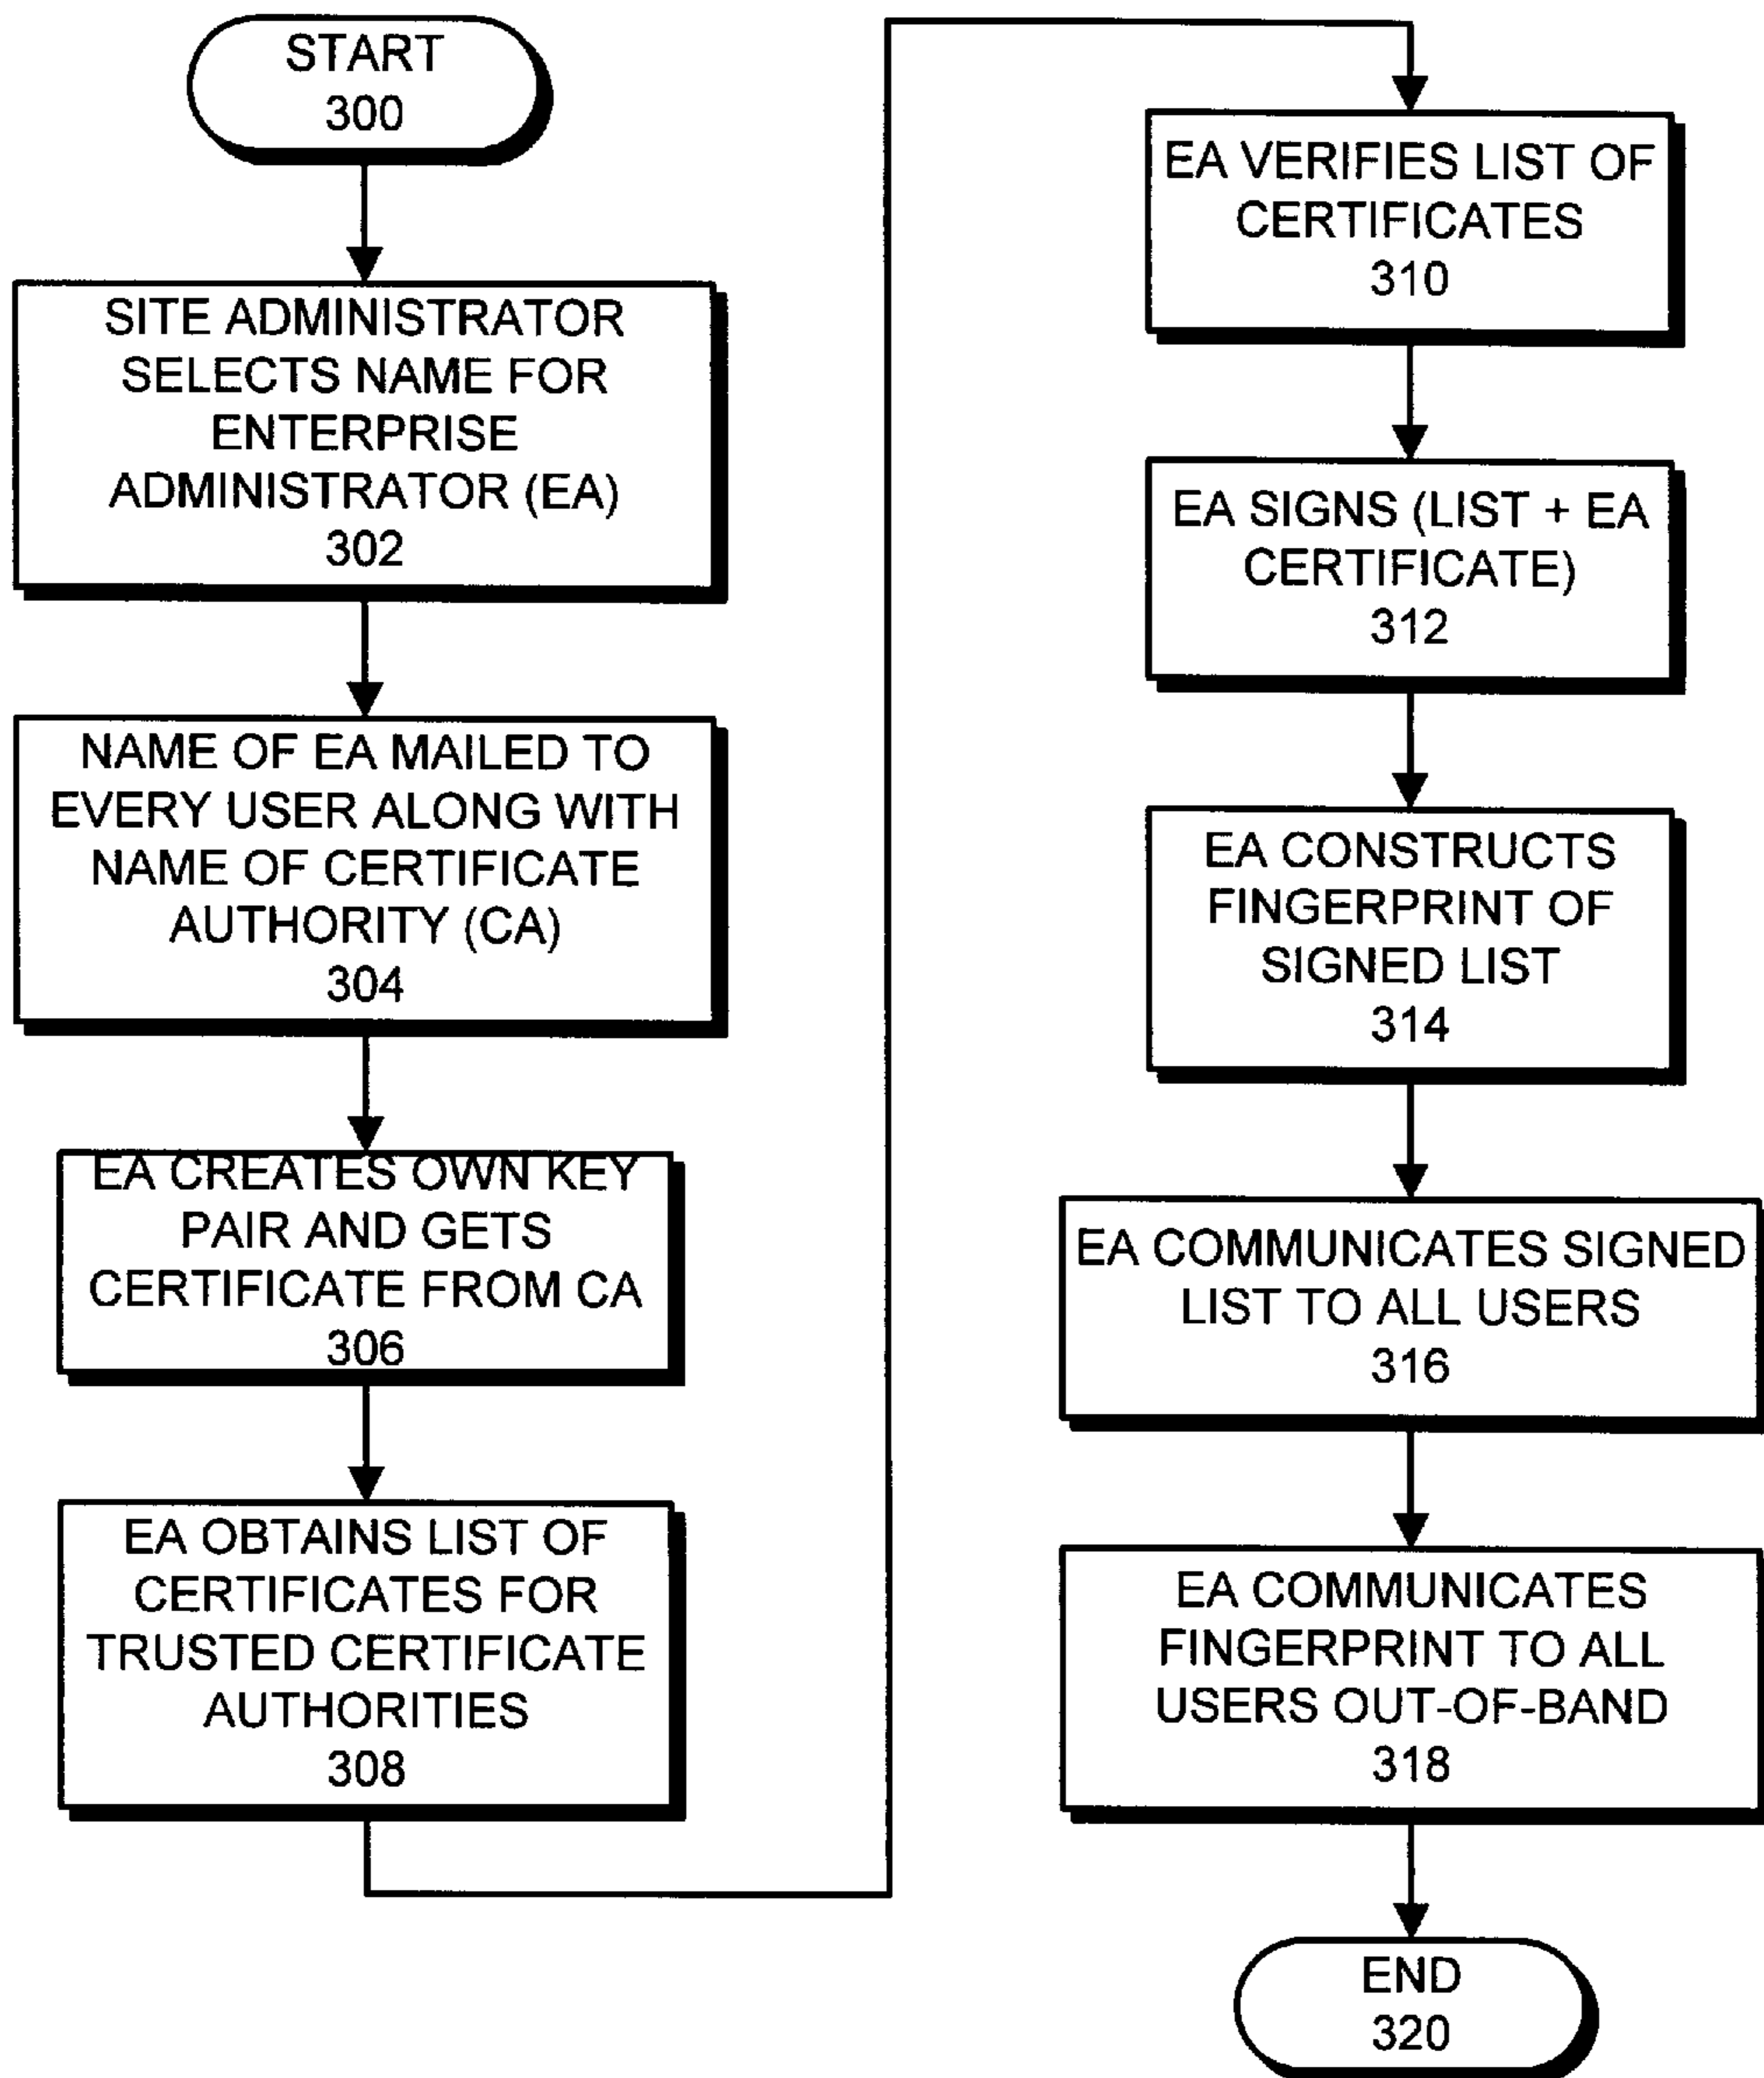 START
300
SITE ADMINISTRATOR
SELECTS NAME FOR
ENTERPRISE
ADMINISTRATOR (EA)
302
NAME OF EA MAILED TO
EVERY USER ALONG WITH
NAME OF CERTIFICATE
AUTHORITY (CA)
304
EA CREATES OWN KEY
PAIR AND GETS
CERTIFICATE FROM CA
306
EA OBTAINS LIST OF
CERTIFICATES FOR
TRUSTED CERTIFICATE
AUTHORITIES
308
EA VERIFIES LIST OF
CERTIFICATES
310
EA SIGNS (LIST + EA
CERTIFICATE)
312
EA CONSTRUCTS
FINGERPRINT OF
SIGNED LIST
314
EA COMMUNICATES SIGNED
LIST TO ALL USERS
316
EA COMMUNICATES
FINGERPRINT TO ALL
USERS OUT-OF-BAND
318
END
320